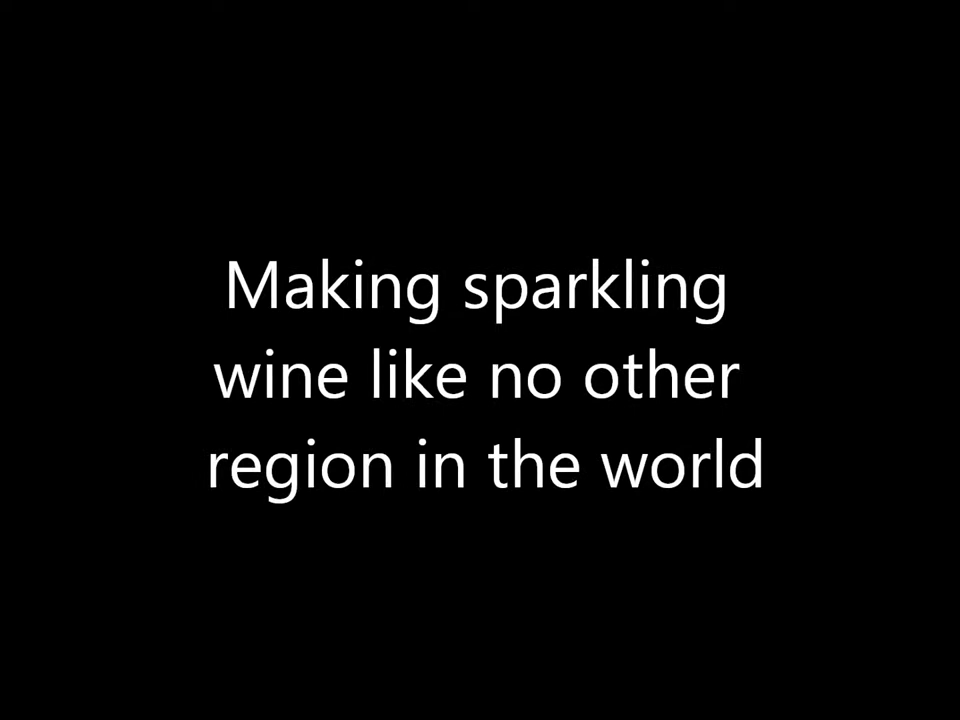 Making sparkling
wine like no other
region in the world